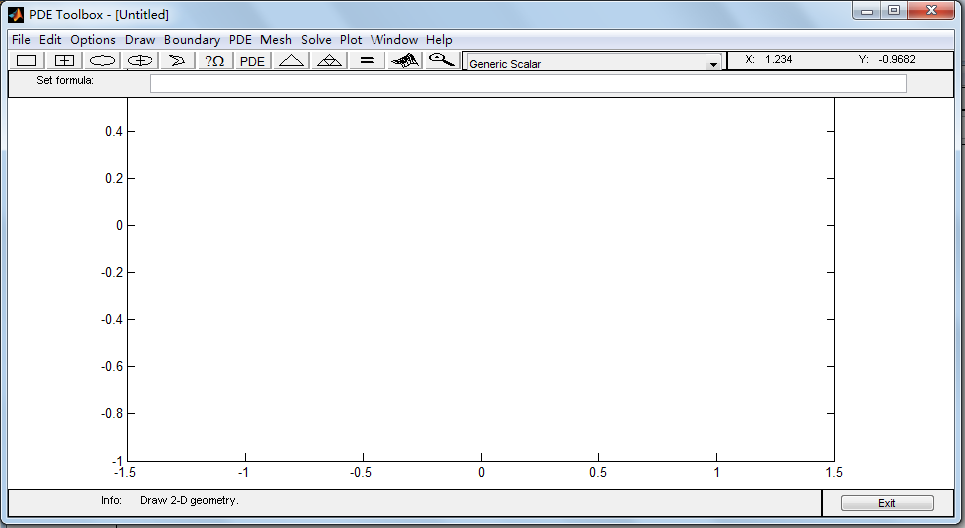 PDE Toolbox - [Untitled]
File Edit Options Draw Boundary PDE Mesh Solve Plot Window Help
?Ω PDE = Generic Scalar X: 1.234 Y: -0.9682
Set formula:
0.4
0.2
0
-0.2
-0.4
-0.6
-0.8
-1
-1.5 -1 -0.5 0 0.5 1 1.5
Info: Draw 2-D geometry. Exit